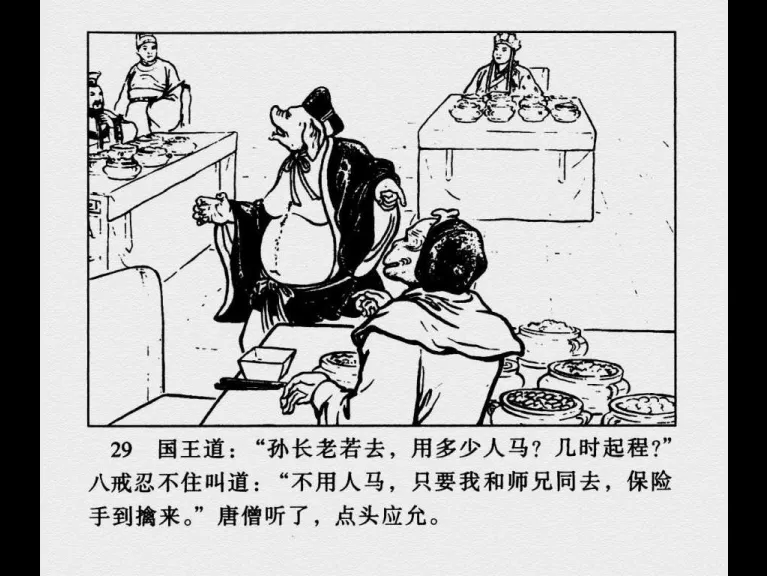 29 国王道：“孙长老若去，用多少人马？几时起程？”
八戒忍不住叫道：“不用人马，只要我和师兄同去，保险
手到擒来。”唐僧听了，点头应允。